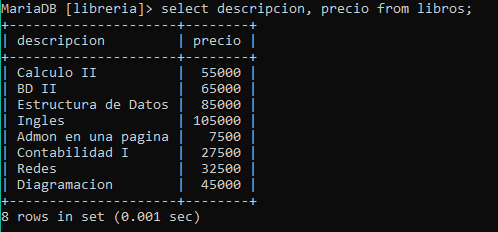 MariaDB [libreria]> select descripcion, precio from libros;
+---------------------+--------+
| descripcion         | precio |
+---------------------+--------+
| Calculo II          |  55000 |
| BD II               |  65000 |
| Estructura de Datos |  85000 |
| Ingles              | 105000 |
| Admon en una pagina |   7500 |
| Contabilidad I      |  27500 |
| Redes               |  32500 |
| Diagramacion        |  45000 |
+---------------------+--------+
8 rows in set (0.001 sec)